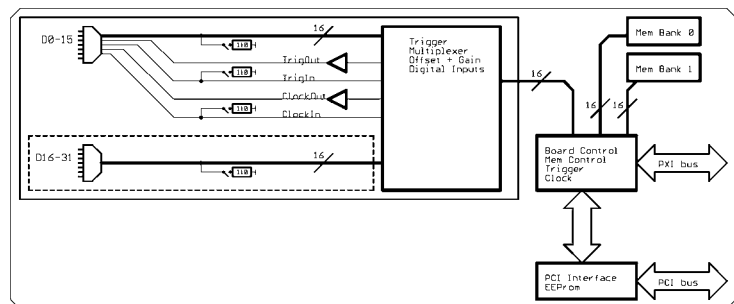 D0-15
110
16
TrigOut
110
TrigIn
ClockOut
110
ClockIn
D16-31
16
110
Trigger
Multiplexer
Offset + Gain
Digital Inputs
16
Mem Bank 0
Mem Bank 1
16
16
Board Control
Mem Control
Trigger
Clock
PXI bus
PCI Interface
EEProm
PCI bus